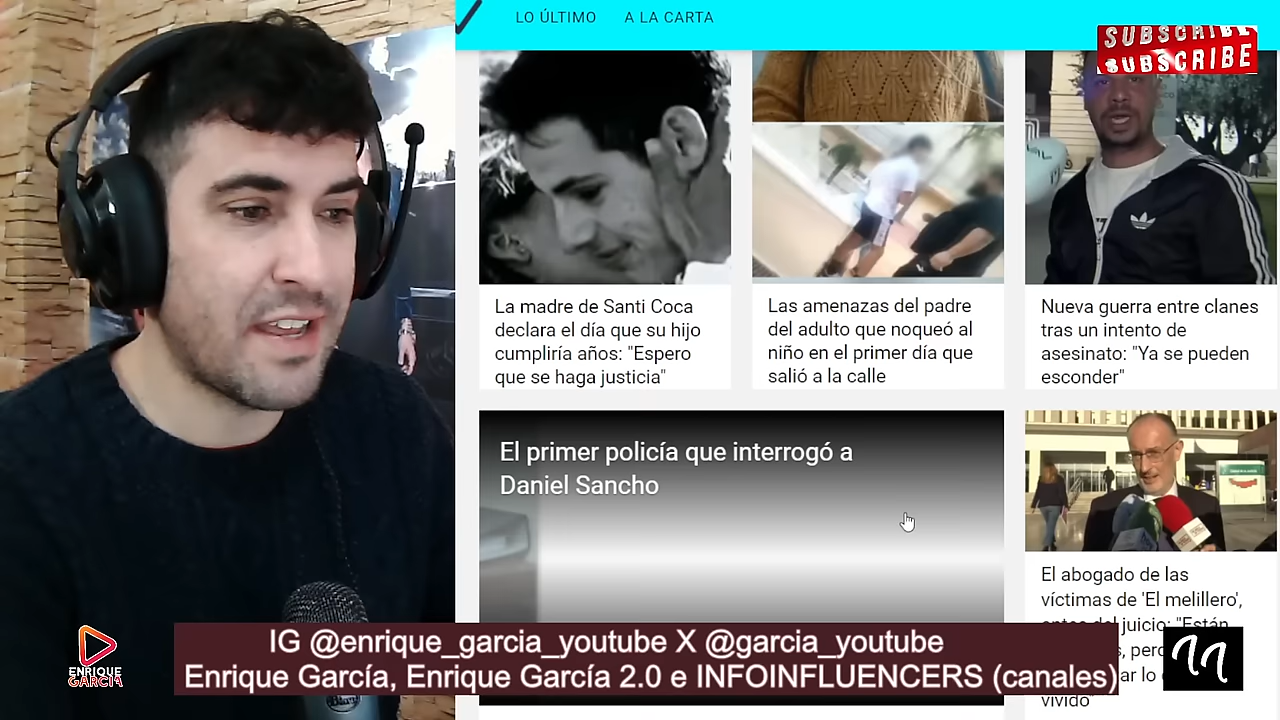 LO ÚLTIMO A LA CARTA
SUBSCRIBE
SUBSCRIBE
La madre de Santi Coca
declara el día que su hijo
cumpliría años: "Espero
que se haga justicia"
Las amenazas del padre
del adulto que noqueó al
niño en el primer día que
salió a la calle
Nueva guerra entre clanes
tras un intento de
asesinato: "Ya se pueden
esconder"
El primer policía que interrogó a
Daniel Sancho
El abogado de las
víctimas de 'El melillero',
antes del juicio: "Están
vivido"
IG @enrique_garcia_youtube X @garcia_youtube
Enrique García, Enrique García 2.0 e INFOINFLUENCERS (canales)
ENRIQUE
GARCÍA